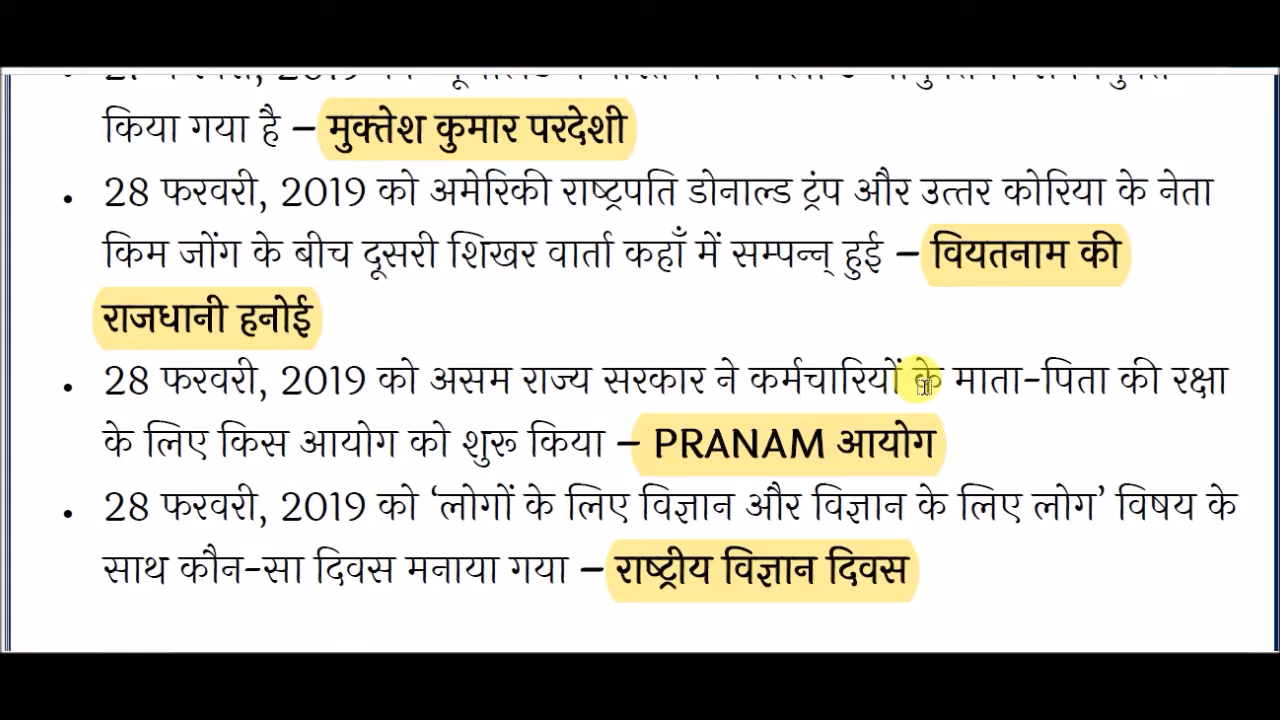 2019
किया गया है – मुक्तेश कुमार परदेशी
• 28 फरवरी, 2019 को अमेरिकी राष्ट्रपति डोनाल्ड ट्रंप और उत्तर कोरिया के नेता
किम जोंग के बीच दूसरी शिखर वार्ता कहाँ में सम्पन्न् हुई – वियतनाम की
राजधानी हनोई
• 28 फरवरी, 2019 को असम राज्य सरकार ने कर्मचारियों के माता-पिता की रक्षा
के लिए किस आयोग को शुरू किया – PRANAM आयोग
• 28 फरवरी, 2019 को ‘लोगों के लिए विज्ञान और विज्ञान के लिए लोग’ विषय के
साथ कौन-सा दिवस मनाया गया – राष्ट्रीय विज्ञान दिवस